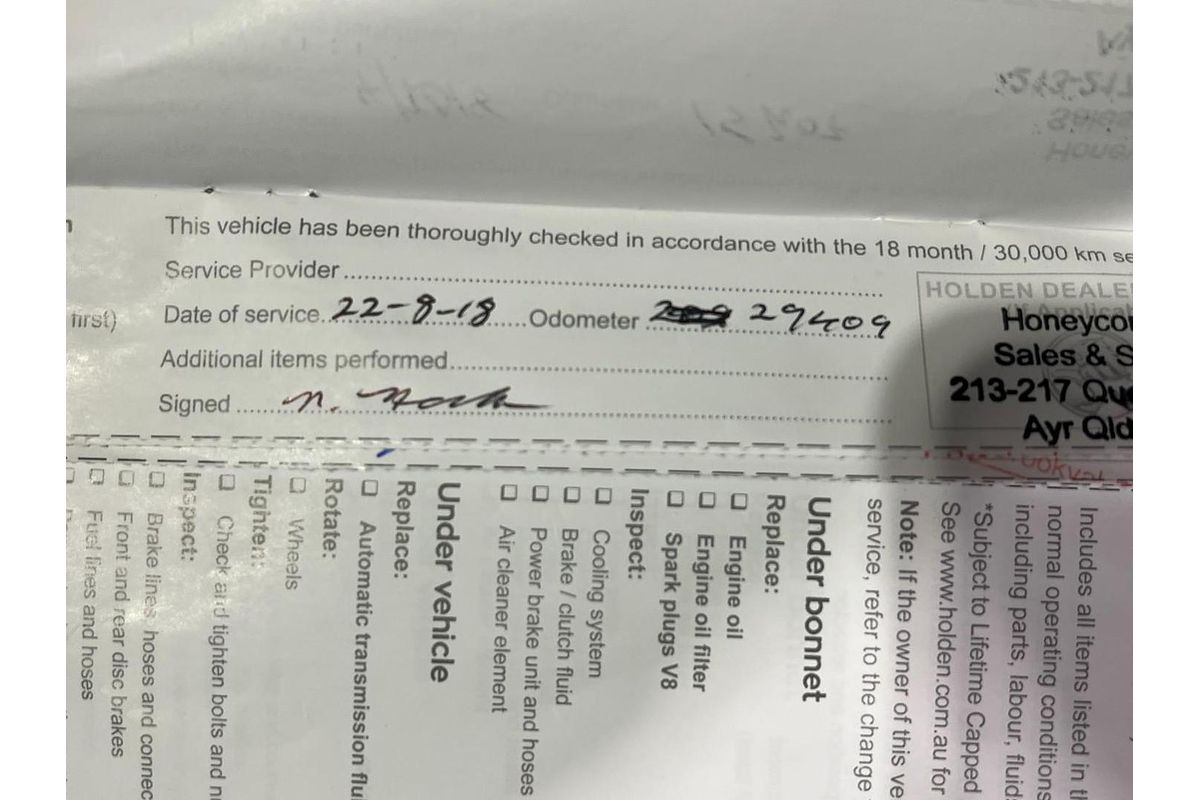 This vehicle has been thoroughly checked in accordance with the 18 month / 30,000 km se
Service Provider
first)
Date of service 22-8-18 Odometer 29409
Additional items performed
Signed
HOLDEN DEALE
Honeyco
Sales & S
213-217 Que
Ayr Qld
Includes all items listed in t
normal operating conditions
including parts, labour, fluid
*Subject to Lifetime Capped
See www.holden.com.au for
Note: If the owner of this ve
service, refer to the change
Under bonnet
Replace:
Engine oil
Engine oil filter
Spark plugs V8
Inspect:
Cooling system
Brake / clutch fluid
Power brake unit and hoses
Air cleaner element
Under vehicle
Replace:
Automatic transmission flu
Rotate:
Wheels
Tighten:
Check and tighten bolts and n
Inspect:
Brake lines, hoses and connec
Front and rear disc brakes
Fuel lines and hoses